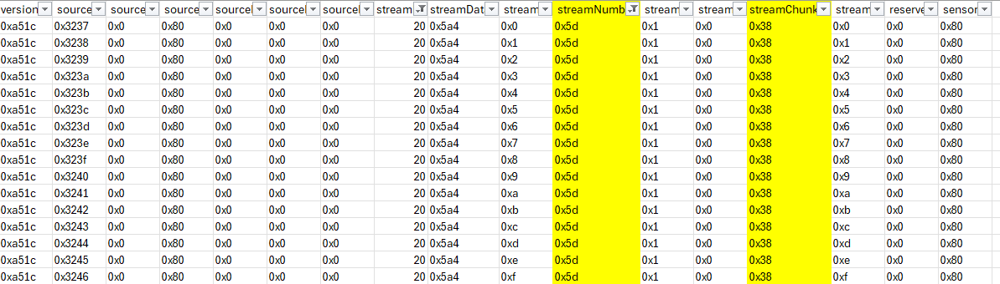 version source source source sourceI sourceI sourceI stream streamDat stream streamNumb stream stream streamChunk stream reserve sensor
0xa51c 0x3237 0x0 0x80 0x0 0x0 0x0 20 0x5a4 0x0 0x5d 0x1 0x0 0x38 0x0 0x0 0x80
0xa51c 0x3238 0x0 0x80 0x0 0x0 0x0 20 0x5a4 0x1 0x5d 0x1 0x0 0x38 0x1 0x0 0x80
0xa51c 0x3239 0x0 0x80 0x0 0x0 0x0 20 0x5a4 0x2 0x5d 0x1 0x0 0x38 0x2 0x0 0x80
0xa51c 0x323a 0x0 0x80 0x0 0x0 0x0 20 0x5a4 0x3 0x5d 0x1 0x0 0x38 0x3 0x0 0x80
0xa51c 0x323b 0x0 0x80 0x0 0x0 0x0 20 0x5a4 0x4 0x5d 0x1 0x0 0x38 0x4 0x0 0x80
0xa51c 0x323c 0x0 0x80 0x0 0x0 0x0 20 0x5a4 0x5 0x5d 0x1 0x0 0x38 0x5 0x0 0x80
0xa51c 0x323d 0x0 0x80 0x0 0x0 0x0 20 0x5a4 0x6 0x5d 0x1 0x0 0x38 0x6 0x0 0x80
0xa51c 0x323e 0x0 0x80 0x0 0x0 0x0 20 0x5a4 0x7 0x5d 0x1 0x0 0x38 0x7 0x0 0x80
0xa51c 0x323f 0x0 0x80 0x0 0x0 0x0 20 0x5a4 0x8 0x5d 0x1 0x0 0x38 0x8 0x0 0x80
0xa51c 0x3240 0x0 0x80 0x0 0x0 0x0 20 0x5a4 0x9 0x5d 0x1 0x0 0x38 0x9 0x0 0x80
0xa51c 0x3241 0x0 0x80 0x0 0x0 0x0 20 0x5a4 0xa 0x5d 0x1 0x0 0x38 0xa 0x0 0x80
0xa51c 0x3242 0x0 0x80 0x0 0x0 0x0 20 0x5a4 0xb 0x5d 0x1 0x0 0x38 0xb 0x0 0x80
0xa51c 0x3243 0x0 0x80 0x0 0x0 0x0 20 0x5a4 0xc 0x5d 0x1 0x0 0x38 0xc 0x0 0x80
0xa51c 0x3244 0x0 0x80 0x0 0x0 0x0 20 0x5a4 0xd 0x5d 0x1 0x0 0x38 0xd 0x0 0x80
0xa51c 0x3245 0x0 0x80 0x0 0x0 0x0 20 0x5a4 0xe 0x5d 0x1 0x0 0x38 0xe 0x0 0x80
0xa51c 0x3246 0x0 0x80 0x0 0x0 0x0 20 0x5a4 0xf 0x5d 0x1 0x0 0x38 0xf 0x0 0x80